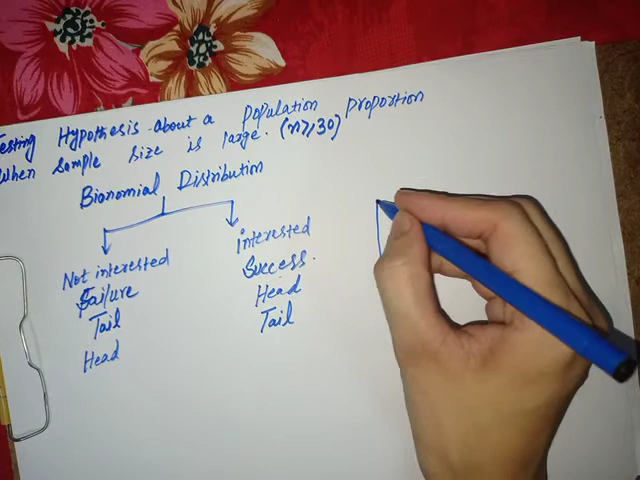 Testing Hypothesis about a population proportion
When sample size is large. (n≥30)
Bionomial Distribution
Not interested
Failure
Tail
Head
interested
Success.
Head
Tail